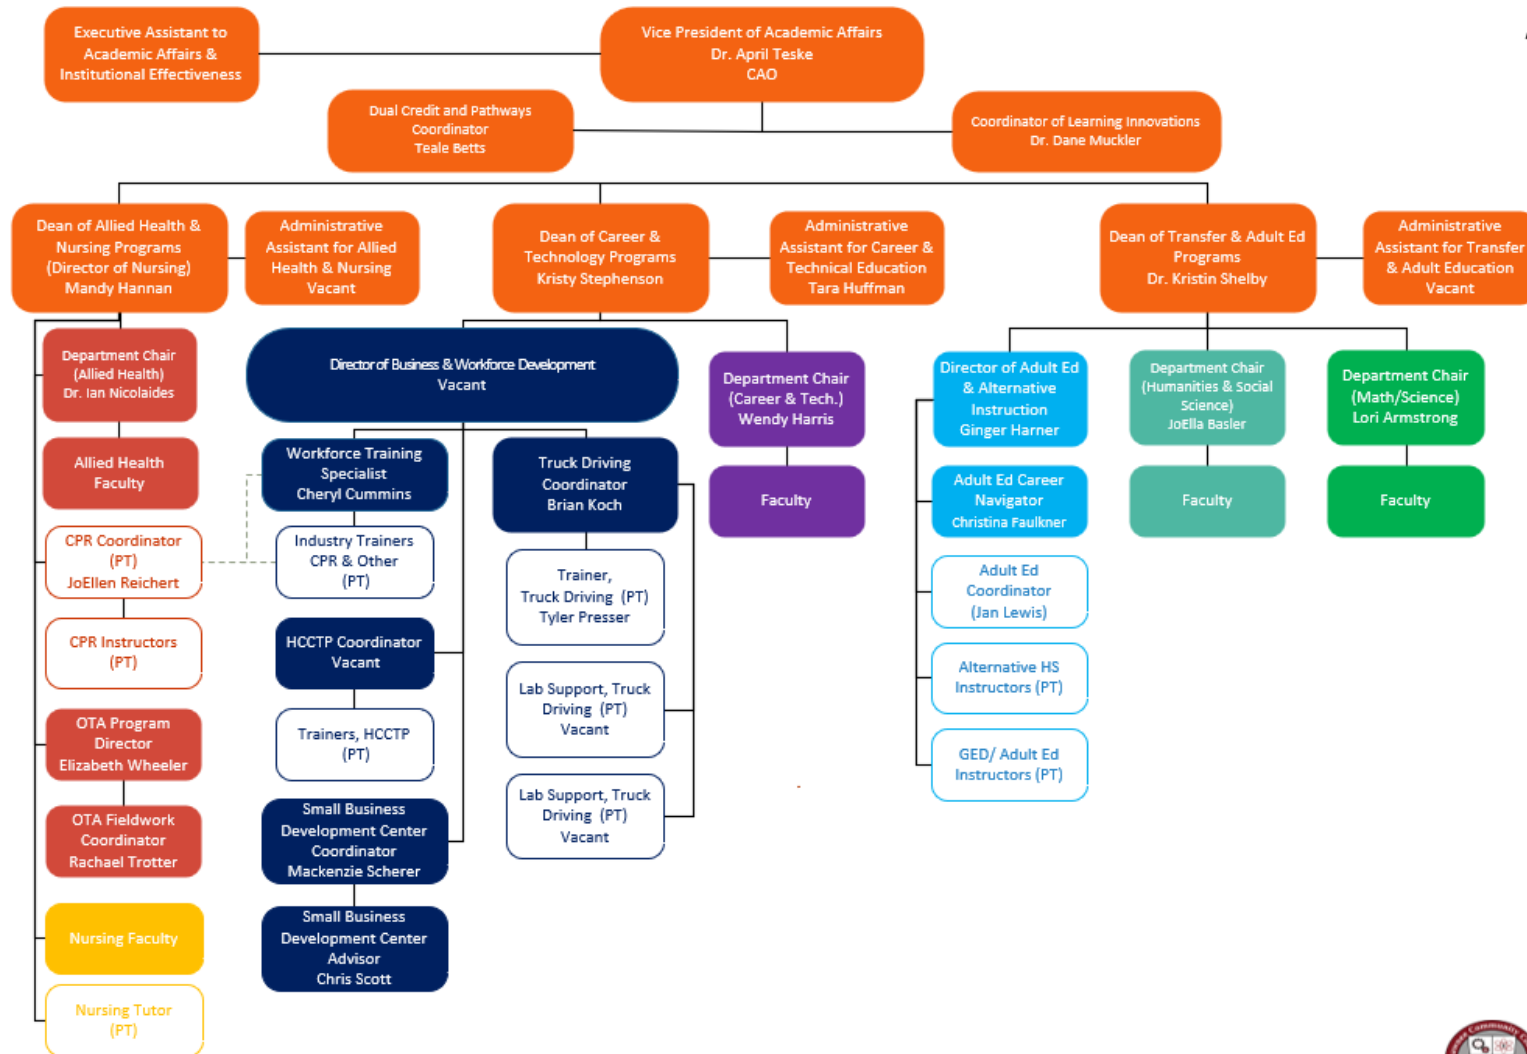 Executive Assistant to
Academic Affairs &
Institutional Effectiveness
Vice President of Academic Affairs
Dr. April Teske
CAO
Dual Credit and Pathways
Coordinator
Teale Betts
Coordinator of Learning Innovations
Dr. Dane Muckler
Dean of Allied Health &
Nursing Programs
(Director of Nursing)
Mandy Hannan
Administrative
Assistant for Allied
Health & Nursing
Vacant
Dean of Career &
Technology Programs
Kristy Stephenson
Administrative
Assistant for Career &
Technical Education
Tara Huffman
Dean of Transfer & Adult Ed
Programs
Dr. Kristin Shelby
Administrative
Assistant for Transfer
& Adult Education
Vacant
Department Chair
(Allied Health)
Dr. Ian Nicolaides
Allied Health
Faculty
CPR Coordinator
(PT)
JoEllen Reichert
CPR Instructors
(PT)
OTA Program
Director
Elizabeth Wheeler
OTA Fieldwork
Coordinator
Rachael Trotter
Nursing Faculty
Nursing Tutor
(PT)
Director of Business & Workforce Development
Vacant
Workforce Training
Specialist
Cheryl Cummins
Industry Trainers
CPR & Other
(PT)
HCCTP Coordinator
Vacant
Trainers, HCCTP
(PT)
Small Business
Development Center
Coordinator
Mackenzie Scherer
Small Business
Development Center
Advisor
Chris Scott
Truck Driving
Coordinator
Brian Koch
Trainer,
Truck Driving (PT)
Tyler Presser
Lab Support, Truck
Driving (PT)
Vacant
Lab Support, Truck
Driving (PT)
Vacant
Department Chair
(Career & Tech.)
Wendy Harris
Faculty
Director of Adult Ed
& Alternative
Instruction
Ginger Harner
Adult Ed Career
Navigator
Christina Faulkner
Adult Ed
Coordinator
(Jan Lewis)
Alternative HS
Instructors (PT)
GED/ Adult Ed
Instructors (PT)
Department Chair
(Humanities & Social
Science)
JoElla Basler
Faculty
Department Chair
(Math/Science)
Lori Armstrong
Faculty
Community